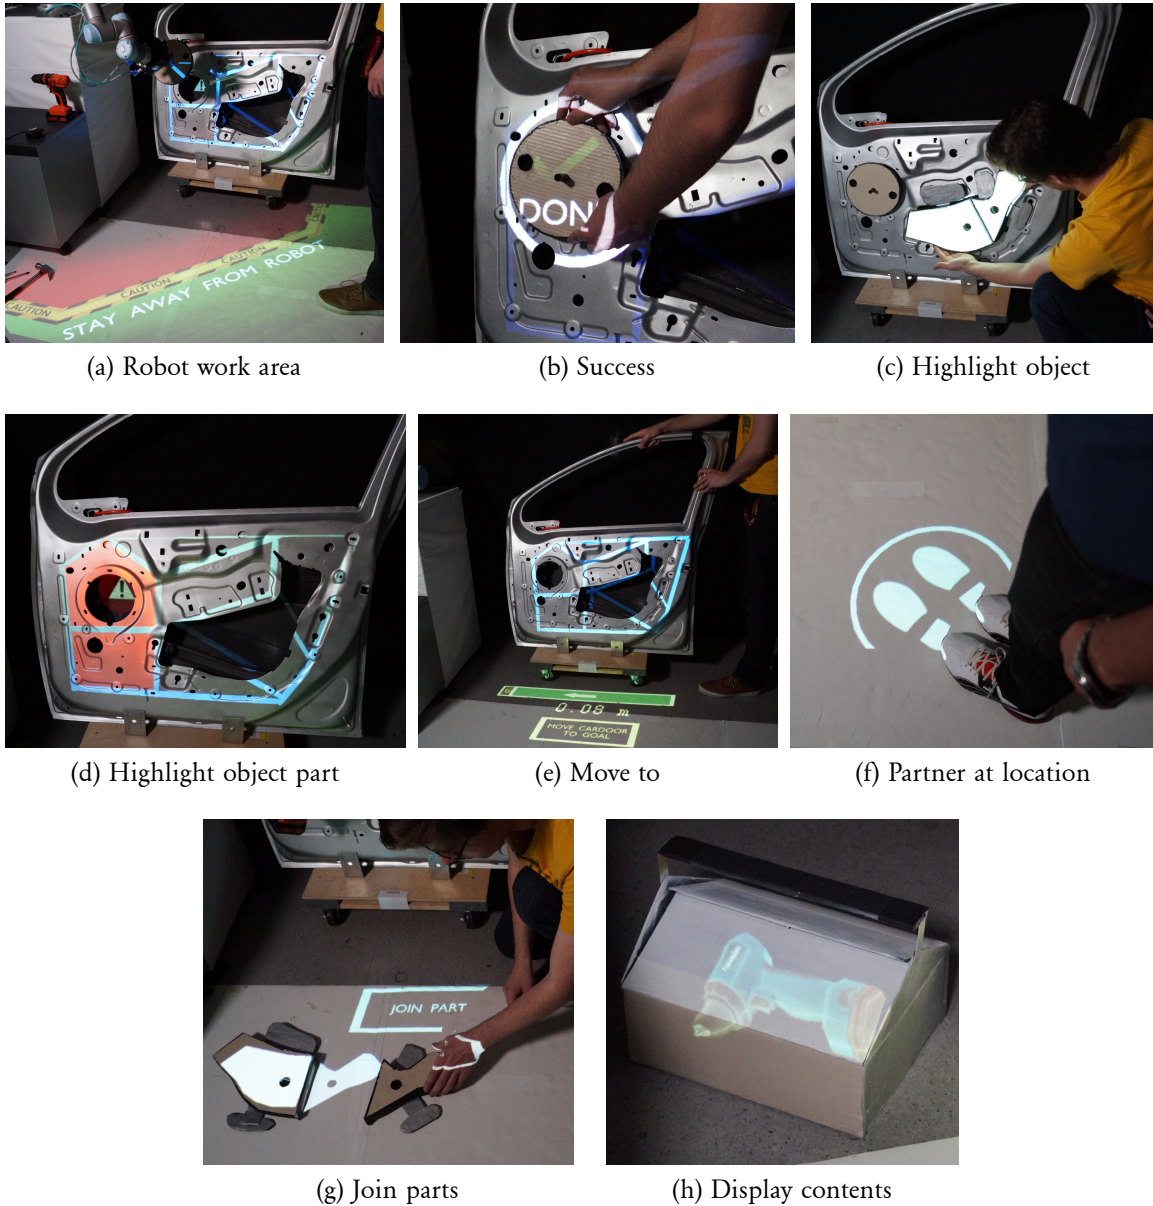 CAUTION
CAUTION
CAUTION
STAY AWAY FROM ROBOT
(a) Robot work area
DON
(b) Success
(c) Highlight object
!
(d) Highlight object part
0.08 m
MOVE CARDOOR
TO GOAL
(e) Move to
(f) Partner at location
JOIN PART
(g) Join parts
(h) Display contents